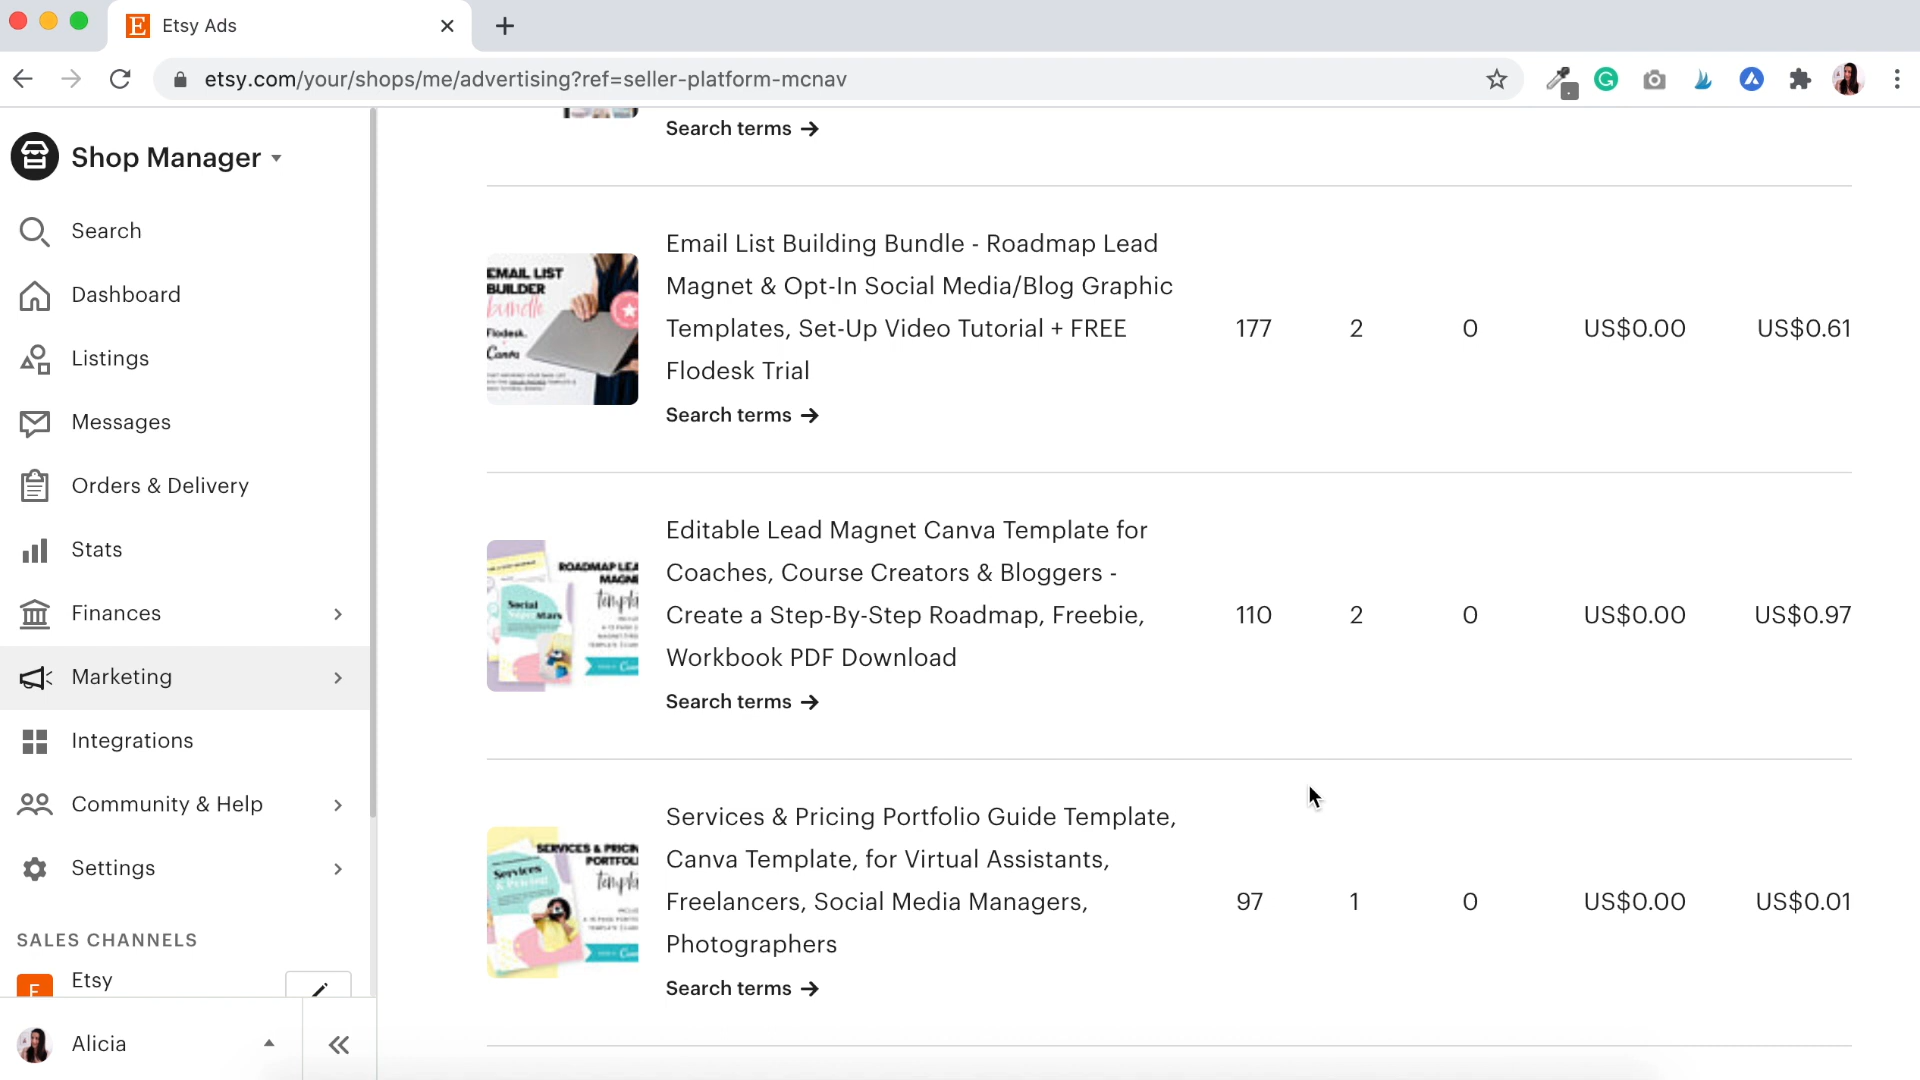 Etsy Ads
etsy.com/your/shops/me/advertising?ref=seller-platform-mcnav
Shop Manager
Search
Dashboard
Listings
Messages
Orders & Delivery
Stats
Finances
Marketing
Integrations
Community & Help
Settings
SALES CHANNELS
E
Etsy
Alicia
Search terms →
EMAIL LIST
BUILDER
bundle
Flodesk.
Canva
Email List Building Bundle - Roadmap Lead
Magnet & Opt-In Social Media/Blog Graphic
Templates, Set-Up Video Tutorial + FREE
Flodesk Trial
177 2 0 US$0.00 US$0.61
Search terms →
ROADMAP LEA
MAGNE
templa
Social
Editable Lead Magnet Canva Template for
Coaches, Course Creators & Bloggers -
Create a Step-By-Step Roadmap, Freebie,
Workbook PDF Download
110 2 0 US$0.00 US$0.97
Search terms →
SERVICES & PRICIN
PORTFOL
templa
Services
& Pricing
Services & Pricing Portfolio Guide Template,
Canva Template, for Virtual Assistants,
Freelancers, Social Media Managers,
Photographers
97 1 0 US$0.00 US$0.01
Search terms →